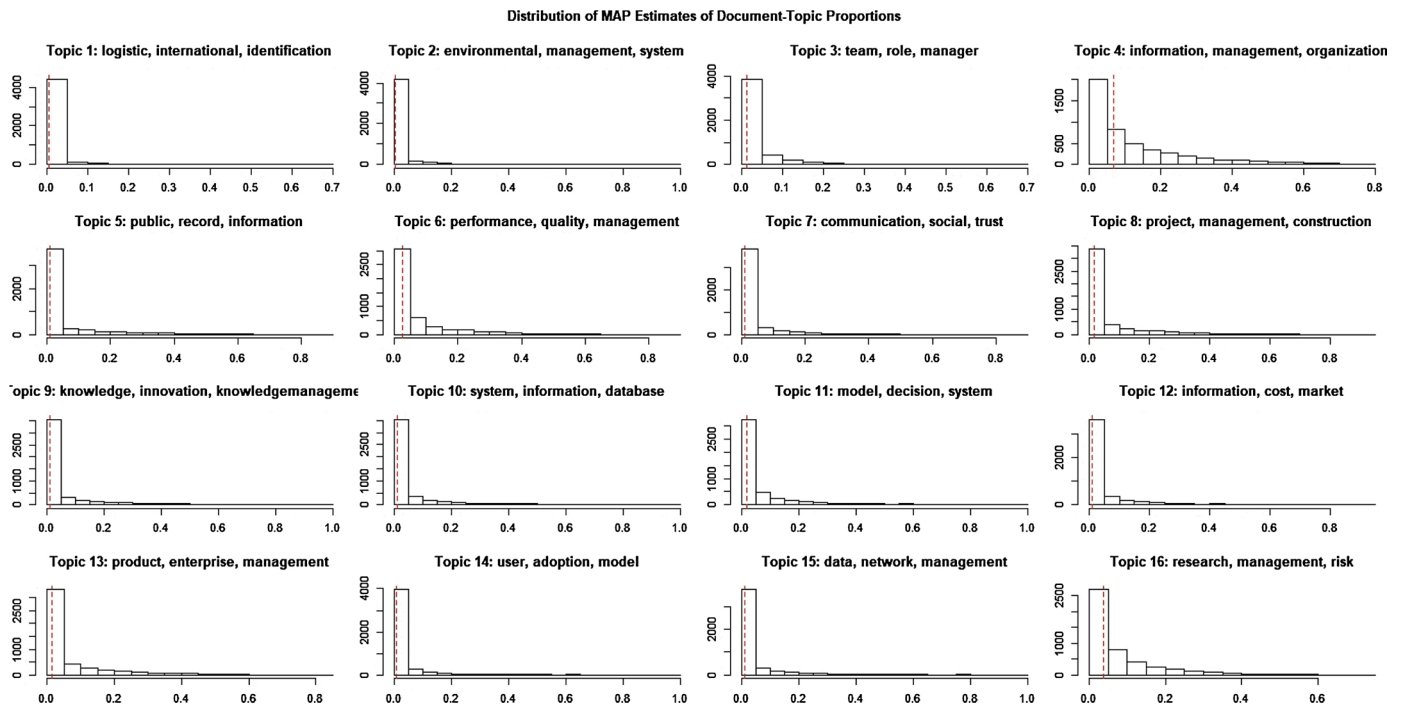 Distribution of MAP Estimates of Document-Topic Proportions
Topic 1: logistic, international, identification
0 2000 4000
0.0 0.1 0.2 0.3 0.4 0.5 0.6 0.7
Topic 2: environmental, management, system
0 2000 4000
0.0 0.2 0.4 0.6 0.8 1.0
Topic 3: team, role, manager
0 2000 4000
0.0 0.1 0.2 0.3 0.4 0.5 0.6 0.7
Topic 4: information, management, organization
0 500 1500
0.0 0.2 0.4 0.6 0.8
Topic 5: public, record, information
0 2000
0.0 0.2 0.4 0.6 0.8
Topic 6: performance, quality, management
0 1000 2500
0.0 0.2 0.4 0.6 0.8
Topic 7: communication, social, trust
0 2000
0.0 0.2 0.4 0.6 0.8
Topic 8: project, management, construction
0 1000 2500
0.0 0.2 0.4 0.6 0.8
opic 9: knowledge, innovation, knowledgemanageme
0 1000 2500
0.0 0.2 0.4 0.6 0.8 1.0
Topic 10: system, information, database
0 1000 2500
0.0 0.2 0.4 0.6 0.8 1.0
Topic 11: model, decision, system
0 1000 2500
0.0 0.2 0.4 0.6 0.8 1.0
Topic 12: information, cost, market
0 2000
0.0 0.2 0.4 0.6 0.8
Topic 13: product, enterprise, management
0 1000 2500
0.0 0.2 0.4 0.6 0.8
Topic 14: user, adoption, model
0 2000 4000
0.0 0.2 0.4 0.6 0.8 1.0
Topic 15: data, network, management
0 2000
0.0 0.2 0.4 0.6 0.8 1.0
Topic 16: research, management, risk
0 1000 2500
0.0 0.2 0.4 0.6